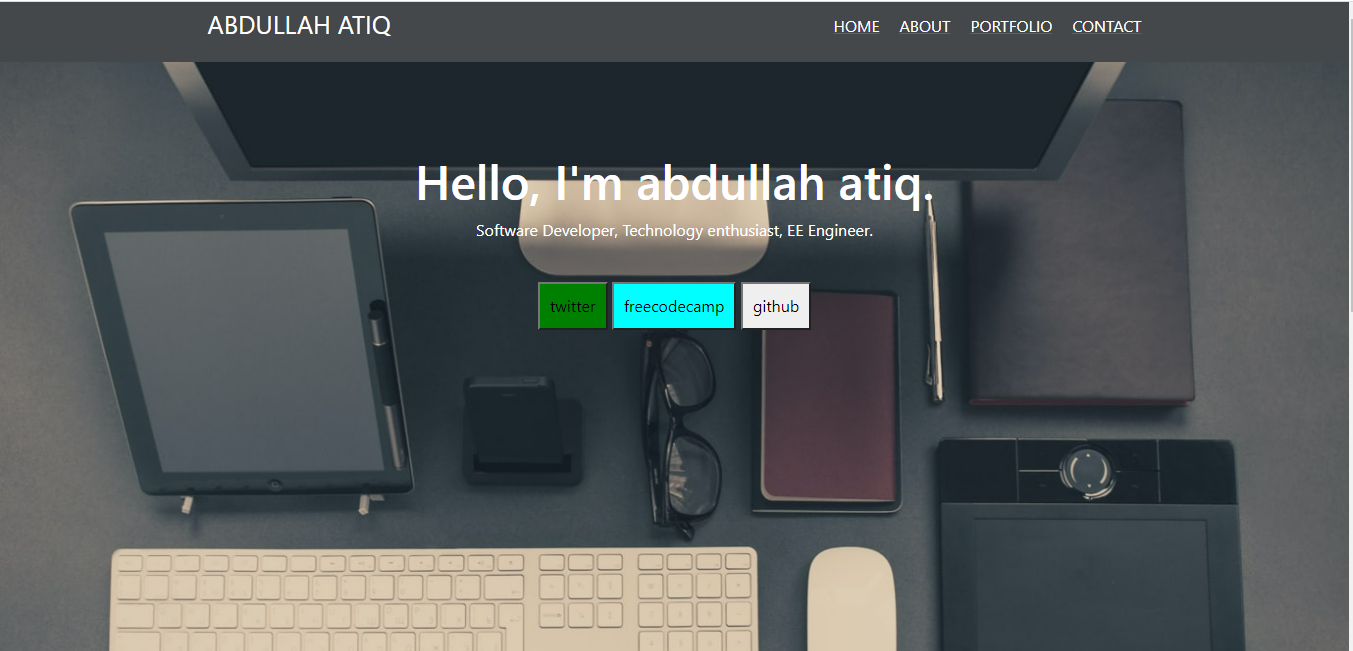 ABDULLAH ATIQ HOME ABOUT PORTFOLIO CONTACT
Hello, I'm abdullah atiq.
Software Developer, Technology enthusiast, EE Engineer.
twitter freecodecamp github